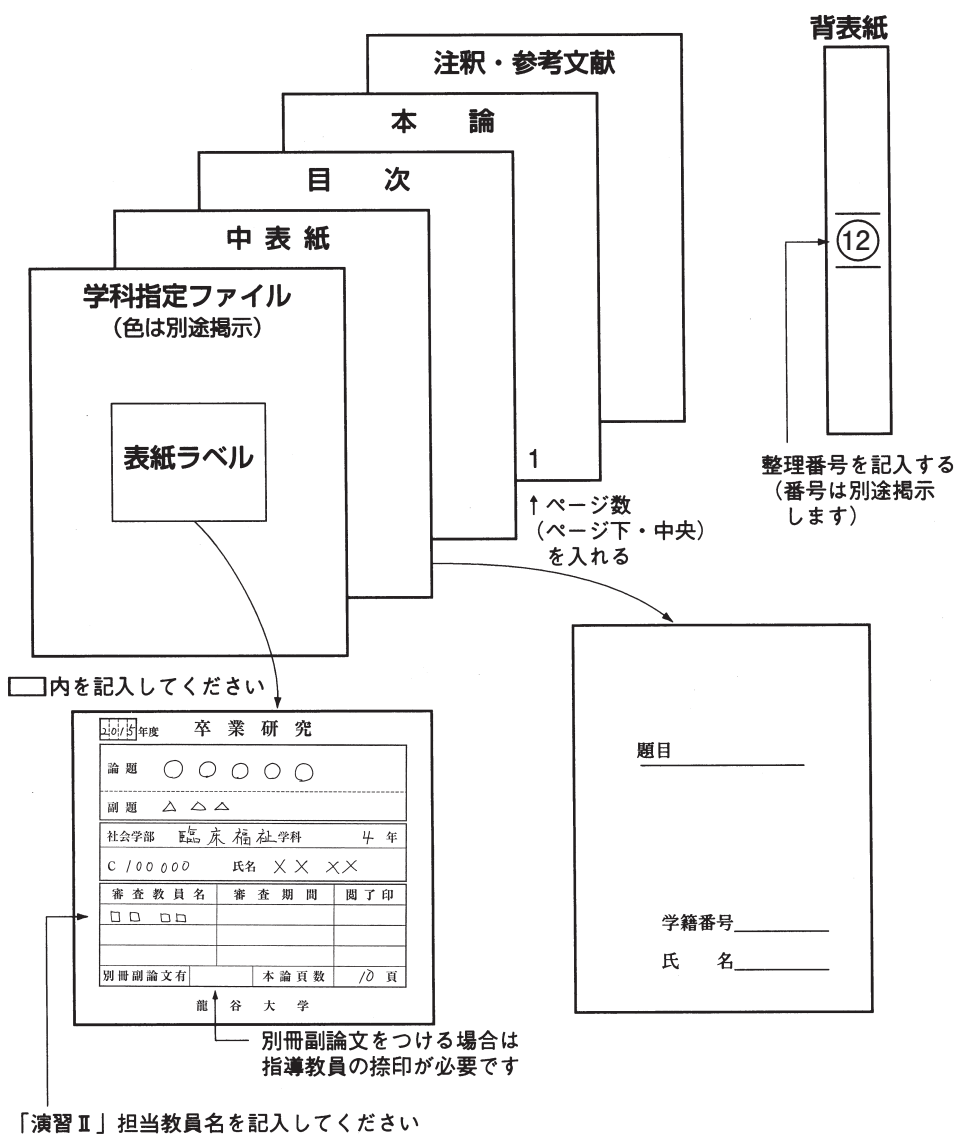 背表紙
注釈・参考文献
本　論
目　次
中表紙
学科指定ファイル
（色は別途掲示）
表紙ラベル
⑫
1
↑ページ数
（ページ下・中央）
を入れる
整理番号を記入する
（番号は別途掲示
します）
□内を記入してください
2015年度　卒業研究
論題　○○○○○
副題　△△△
社会学部　臨床福祉学科　4年
C 100000　氏名　××　××
審査教員名　審査期間　閲了印
□□　□□
別冊副論文有　本論頁数　10頁
龍谷大学
別冊副論文をつける場合は
指導教員の捺印が必要です
「演習Ⅱ」担当教員名を記入してください
題目
学籍番号
氏　名